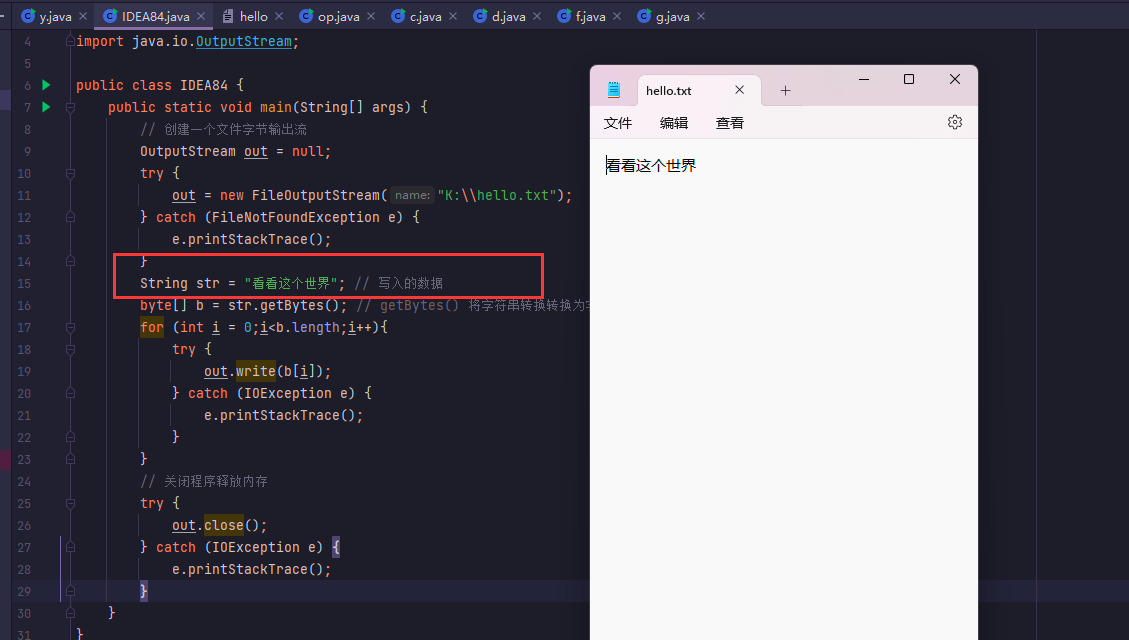 y.java IDEA84.java hello op.java c.java d.java f.java g.java
4 import java.io.OutputStream;
5
6 public class IDEA84 {
7 public static void main(String[] args) {
8 // 创建一个文件字节输出流
9 OutputStream out = null;
10 try {
11 out = new FileOutputStream( name: "K:\\hello.txt");
12 } catch (FileNotFoundException e) {
13 e.printStackTrace();
14 }
15 String str = "看看这个世界"; // 写入的数据
16 byte[] b = str.getBytes(); // getBytes() 将字符串转换转换为
17 for (int i = 0;i<b.length;i++){
18 try {
19 out.write(b[i]);
20 } catch (IOException e) {
21 e.printStackTrace();
22 }
23 }
24 // 关闭程序释放内存
25 try {
26 out.close();
27 } catch (IOException e) {
28 e.printStackTrace();
29 }
30 }
31 }
hello.txt
文件 编辑 查看
看看这个世界